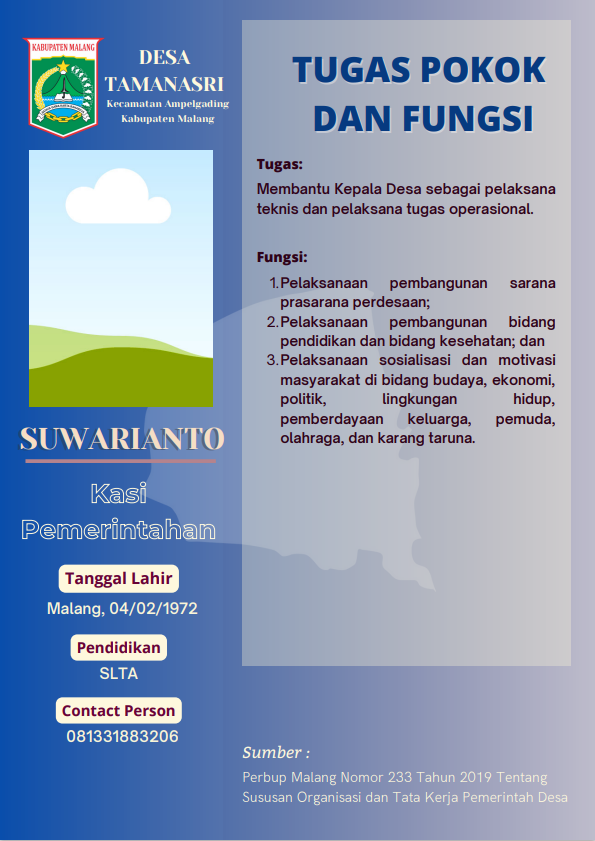 KABUPATEN MALANG
DESA
TAMANASRI
Kecamatan Ampelgading
Kabupaten Malang
SUWARIANTO
Kasi
Pemerintahan
Tanggal Lahir
Malang, 04/02/1972
Pendidikan
SLTA
Contact Person
081331883206
TUGAS POKOK
DAN FUNGSI
Tugas:
Membantu Kepala Desa sebagai pelaksana
teknis dan pelaksana tugas operasional.
Fungsi:
1. Pelaksanaan pembangunan sarana
prasarana perdesaan;
2. Pelaksanaan pembangunan bidang
pendidikan dan bidang kesehatan; dan
3. Pelaksanaan sosialisasi dan motivasi
masyarakat di bidang budaya, ekonomi,
politik, lingkungan hidup,
pemberdayaan keluarga, pemuda,
olahraga, dan karang taruna.
Sumber :
Perbup Malang Nomor 233 Tahun 2019 Tentang
Sususan Organisasi dan Tata Kerja Pemerintah Desa